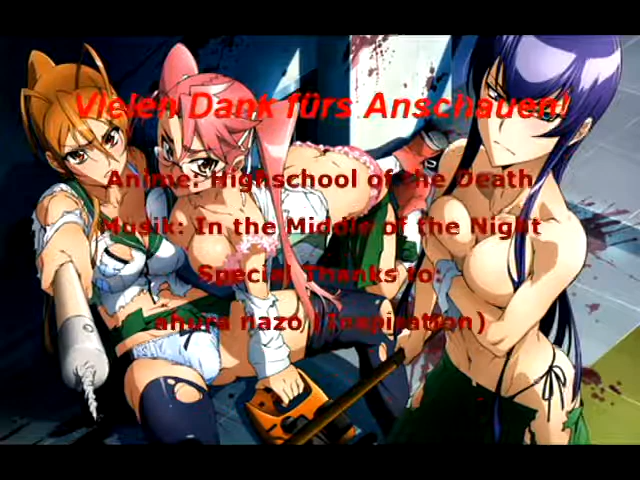 Vielen Dank fürs Anschauen!
Anime: Highschool of the Death
Musik: In the Middle of the Night
Special Thanks to:
ahura nazo (Inspiration)